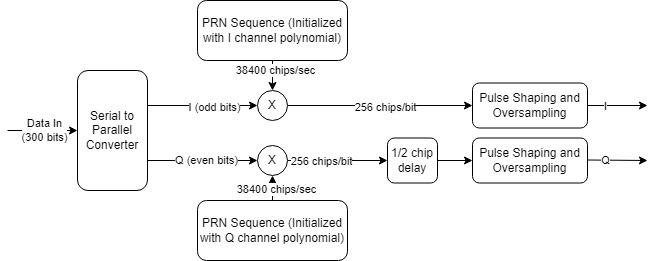 PRN Sequence (Initialized
with I channel polynomial)
38400 chips/sec
Data In
(300 bits)
Serial to
Parallel
Converter
I (odd bits)
X
256 chips/bit
Pulse Shaping and
Oversampling
I
Q (even bits)
X
256 chips/bit
1/2 chip
delay
Pulse Shaping and
Oversampling
Q
38400 chips/sec
PRN Sequence (Initialized
with Q channel polynomial)